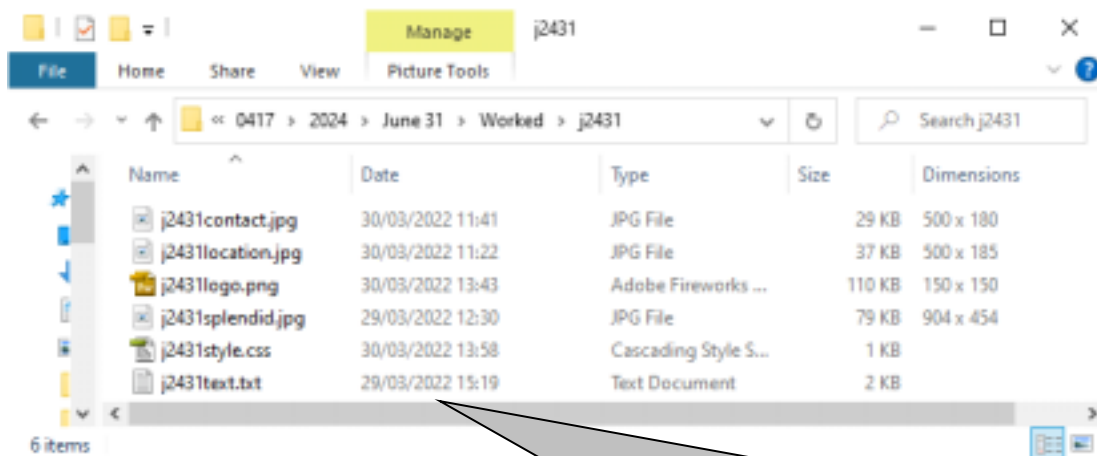 Manage j2431
File Home Share View Picture Tools
« 0417 > 2024 > June 31 > Worked > j2431 Search j2431
Name Date Type Size Dimensions
j2431contact.jpg 30/03/2022 11:41 JPG File 29 KB 500 x 180
j2431location.jpg 30/03/2022 11:22 JPG File 37 KB 500 x 185
j2431logo.png 30/03/2022 13:43 Adobe Fireworks ... 110 KB 150 x 150
j2431splendid.jpg 29/03/2022 12:30 JPG File 79 KB 904 x 454
j2431style.css 30/03/2022 13:58 Cascading Style S... 1 KB
j2431text.txt 29/03/2022 15:19 Text Document 2 KB
6 items